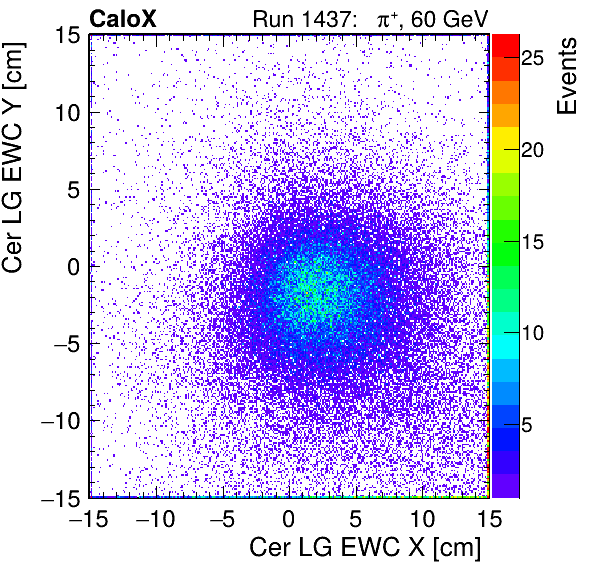 CaloX Run 1437: π⁺, 60 GeV
Cer LG EWC Y [cm]
15
10
5
0
−5
−10
−15
−15 −10 −5 0 5 10 15
Cer LG EWC X [cm]
Events
25
20
15
10
5